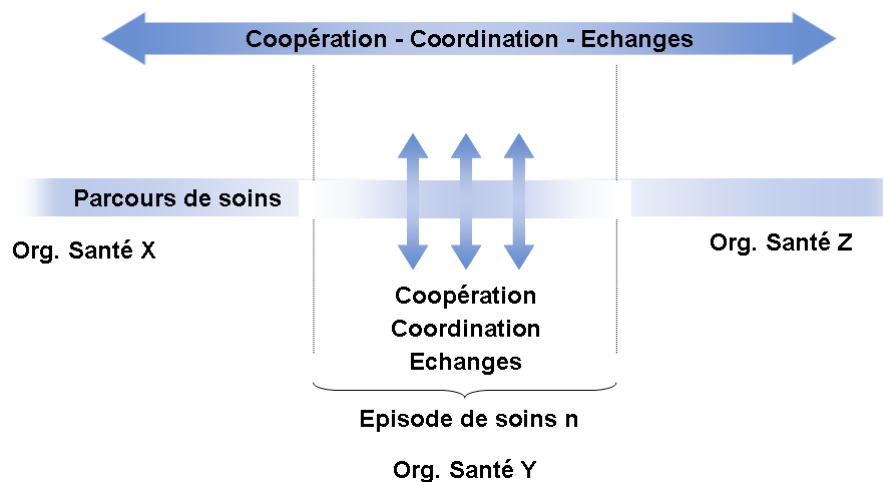 Coopération - Coordination - Echanges
Parcours de soins
Org. Santé X
Org. Santé Z
Coopération
Coordination
Echanges
Episode de soins n
Org. Santé Y